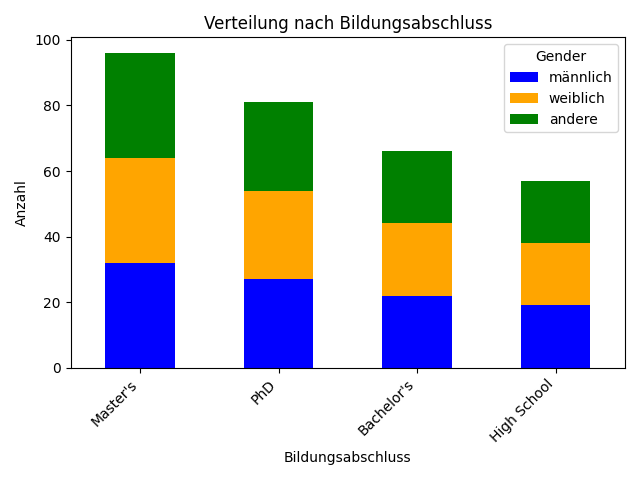 Verteilung nach Bildungsabschluss
100
80
60
40
20
0
Anzahl
Gender
männlich
weiblich
andere
Master's
PhD
Bachelor's
High School
Bildungsabschluss